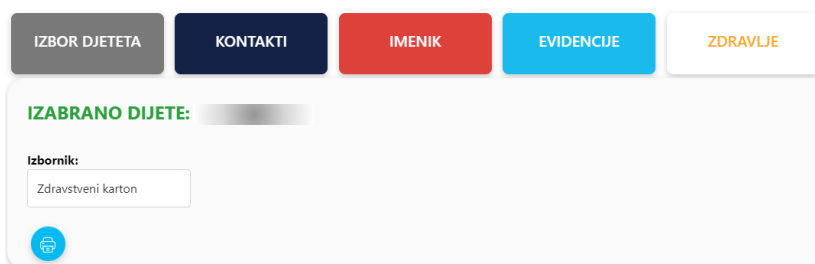 IZBOR DJETETA
KONTAKTI
IMENIK
EVIDENCIJE
ZDRAVLJE
IZABRANO DIJETE:
Izbornik:
Zdravstveni karton